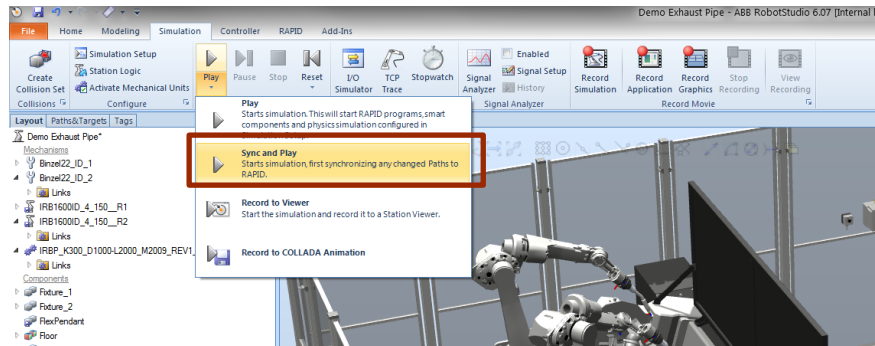 Demo Exhaust Pipe - ABB RobotStudio 6.07 [Internal
File Home Modeling Simulation Controller RAPID Add-Ins
Create Collision Set
Simulation Setup
Station Logic
Activate Mechanical Units
Play
Pause
Stop
Reset
I/O Simulator
TCP Trace
Stopwatch
Signal Analyzer
Enabled
Signal Setup
History
Record Simulation
Record Application
Record Graphics
Stop Recording
View Recording
Collisions
Configure
Signal Analyzer
Record Movie
Layout Paths&Targets Tags
Demo Exhaust Pipe*
Mechanisms
Binzel22_ID_1
Binzel22_ID_2
Links
IRB1600ID_4_150__R1
IRB1600ID_4_150__R2
Links
IRBP_K300_D1000-L2000_M2009_REV1_
Links
Components
Fixture_1
Fixture_2
FlexPendant
Floor
Play
Starts simulation. This will start RAPID programs, smart
components and physics simulation configured in
Sync and Play
Starts simulation, first synchronizing any changed Paths to
RAPID.
Record to Viewer
Start the simulation and record it to a Station Viewer.
Record to COLLADA Animation